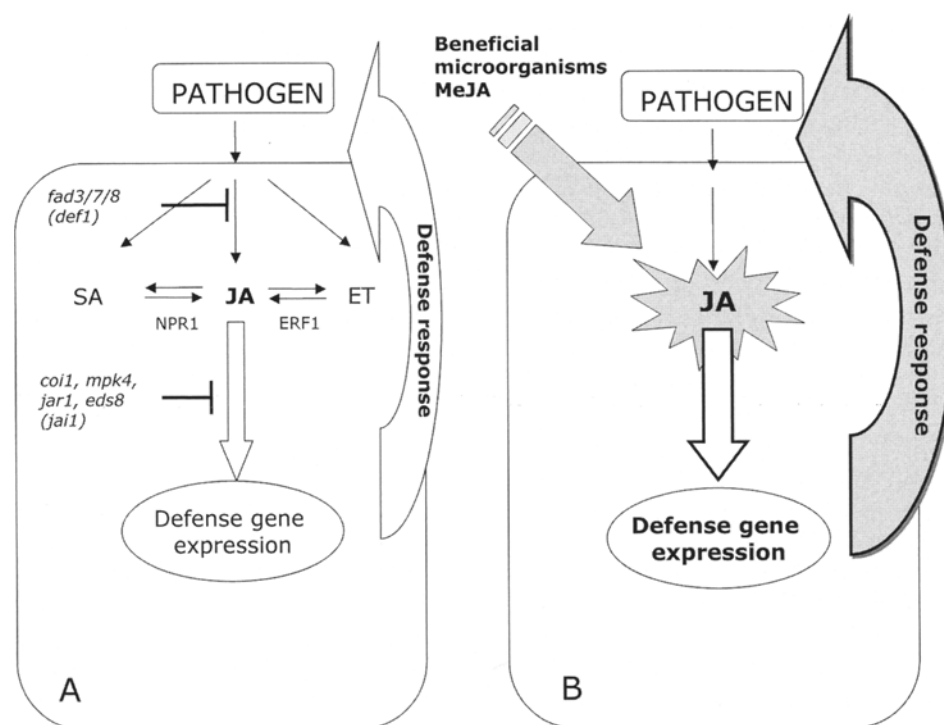 PATHOGEN
fad3/7/8
(def1)
SA
JA
ET
NPR1
ERF1
coi1, mpk4,
jar1, eds8
(jai1)
Defense gene
expression
Defense response
A
Beneficial
microorganisms
MeJA
PATHOGEN
JA
Defense gene
expression
Defense response
B